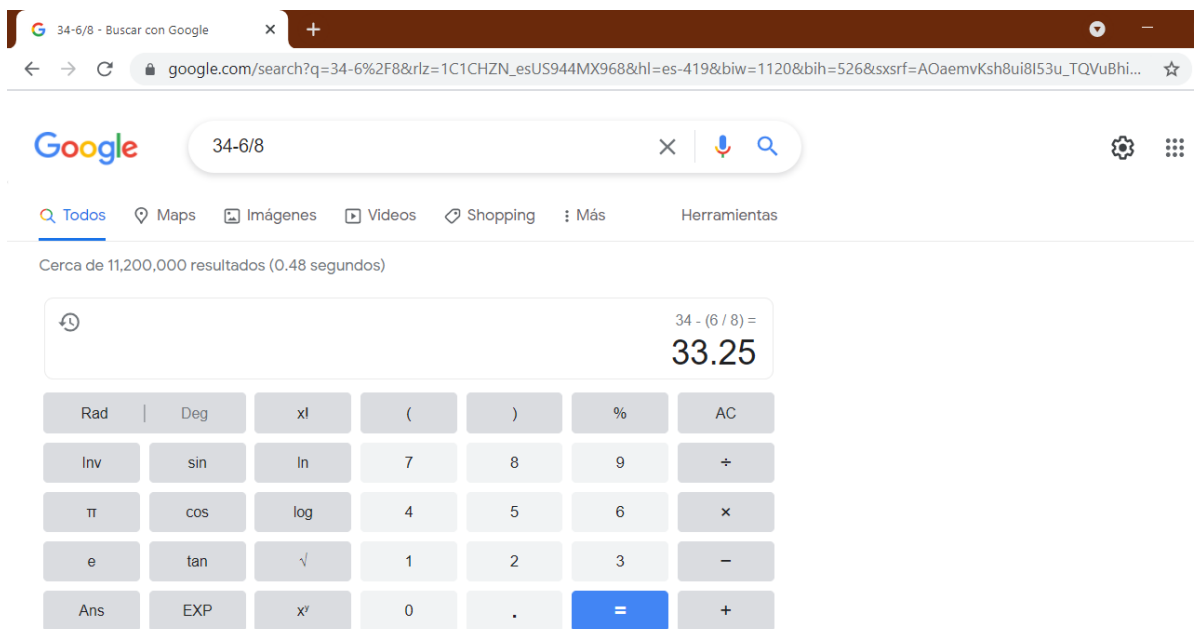 34-6/8 - Buscar con Google
google.com/search?q=34-6%2F8&rlz=1C1CHZN_esUS944MX968&hl=es-419&biw=1120&bih=526&sxsrf=AOaemvKsh8ui8I53u_TQVuBhi...
Google 34-6/8
Todos Maps Imágenes Videos Shopping Más Herramientas
Cerca de 11,200,000 resultados (0.48 segundos)
34 - (6 / 8) =
33.25
Rad | Deg x! ( ) % AC
Inv sin ln 7 8 9 ÷
π cos log 4 5 6 ×
e tan √ 1 2 3 −
Ans EXP xʸ 0 . = +